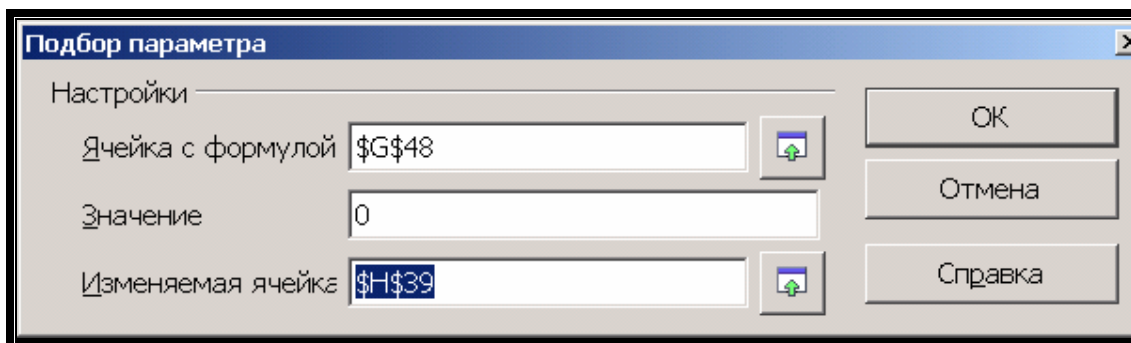 Подбор параметра
Настройки
Ячейка с формулой $G$48
Значение 0
Изменяемая ячейка $H$39
OK
Отмена
Справка